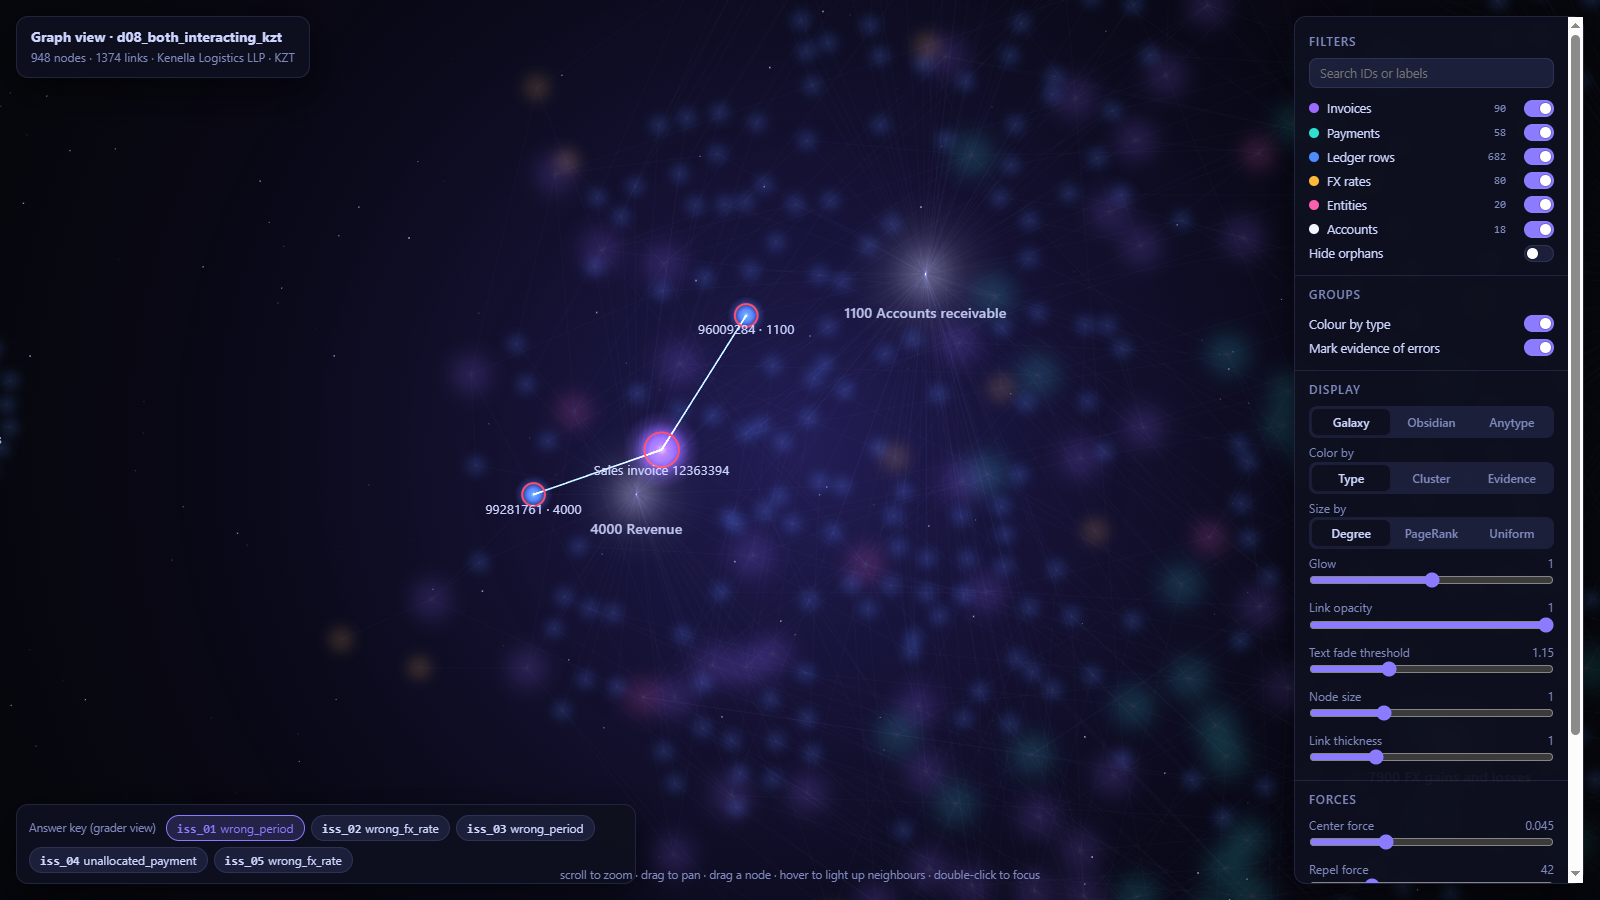 Graph view · d08_both_interacting_kzt
948 nodes · 1374 links · Kenella Logistics LLP · KZT
96009284 · 1100
1100 Accounts receivable
Sales invoice 12363394
99281761 · 4000
4000 Revenue
Answer key (grader view)
iss_01 wrong_period
iss_02 wrong_fx_rate
iss_03 wrong_period
iss_04 unallocated_payment
iss_05 wrong_fx_rate
scroll to zoom · drag to pan · drag a node · hover to light up neighbours · double-click to focus
FILTERS
Search IDs or labels
Invoices 90
Payments 58
Ledger rows 682
FX rates 80
Entities 20
Accounts 18
Hide orphans
GROUPS
Colour by type
Mark evidence of errors
DISPLAY
Galaxy Obsidian Anytype
Color by
Type Cluster Evidence
Size by
Degree PageRank Uniform
Glow 1
Link opacity 1
Text fade threshold 1.15
Node size 1
Link thickness 1
7900 FX gains and losses
FORCES
Center force 0.045
Repel force 42